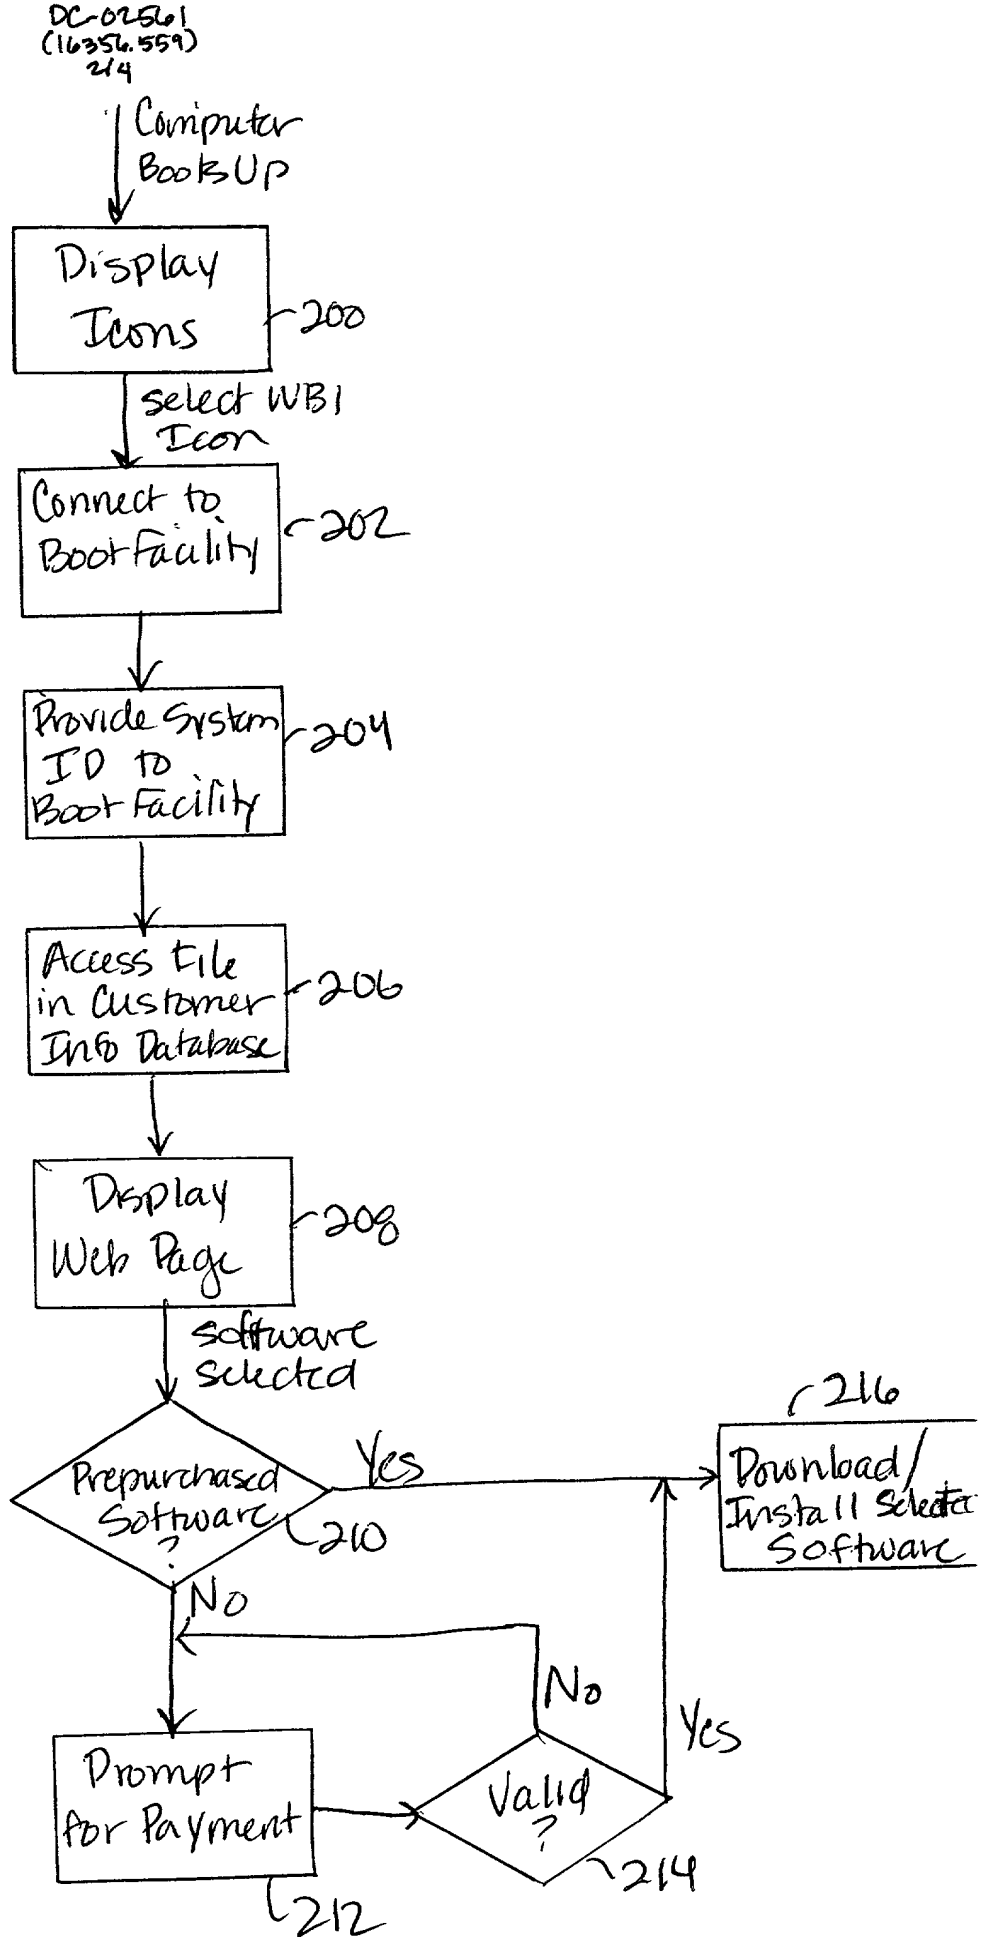 DC-02561
(16356.559)
2/4
Computer
Boots Up
Display
Icons
200
select WBI
Icon
Connect to
Boot Facility
202
Provide System
ID to
Boot Facility
204
Access File
in Customer
Info Database
206
Display
Web Page
208
software
selected
Prepurchased
Software
?
210
Yes
216
Download/
Install Selected
Software
No
No
Yes
Prompt
for Payment
212
Valid
?
214